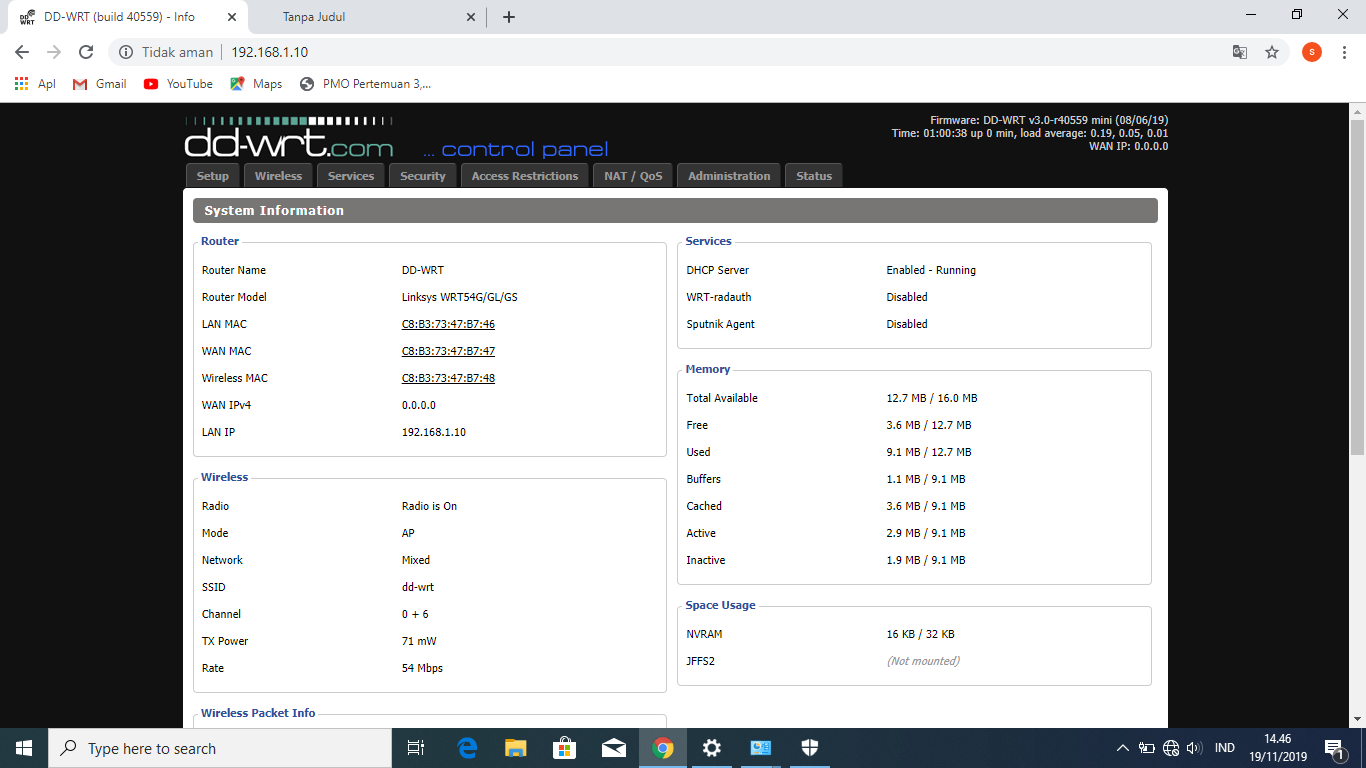 DD-WRT (build 40559) - Info
Tanpa Judul
Tidak aman
192.168.1.10
s
Apl
Gmail
YouTube
Maps
PMO Pertemuan 3,...
dd-wrt.com
... control panel
Firmware: DD-WRT v3.0-r40559 mini (08/06/19)
Time: 01:00:38 up 0 min, load average: 0.19, 0.05, 0.01
WAN IP: 0.0.0.0
Setup
Wireless
Services
Security
Access Restrictions
NAT / QoS
Administration
Status
System Information
Router
Router Name DD-WRT
Router Model Linksys WRT54G/GL/GS
LAN MAC C8:B3:73:47:B7:46
WAN MAC C8:B3:73:47:B7:47
Wireless MAC C8:B3:73:47:B7:48
WAN IPv4 0.0.0.0
LAN IP 192.168.1.10
Wireless
Radio Radio is On
Mode AP
Network Mixed
SSID dd-wrt
Channel 0 + 6
TX Power 71 mW
Rate 54 Mbps
Wireless Packet Info
Services
DHCP Server Enabled - Running
WRT-radauth Disabled
Sputnik Agent Disabled
Memory
Total Available 12.7 MB / 16.0 MB
Free 3.6 MB / 12.7 MB
Used 9.1 MB / 12.7 MB
Buffers 1.1 MB / 9.1 MB
Cached 3.6 MB / 9.1 MB
Active 2.9 MB / 9.1 MB
Inactive 1.9 MB / 9.1 MB
Space Usage
NVRAM 16 KB / 32 KB
JFFS2 (Not mounted)
Type here to search
IND
14.46
19/11/2019
1